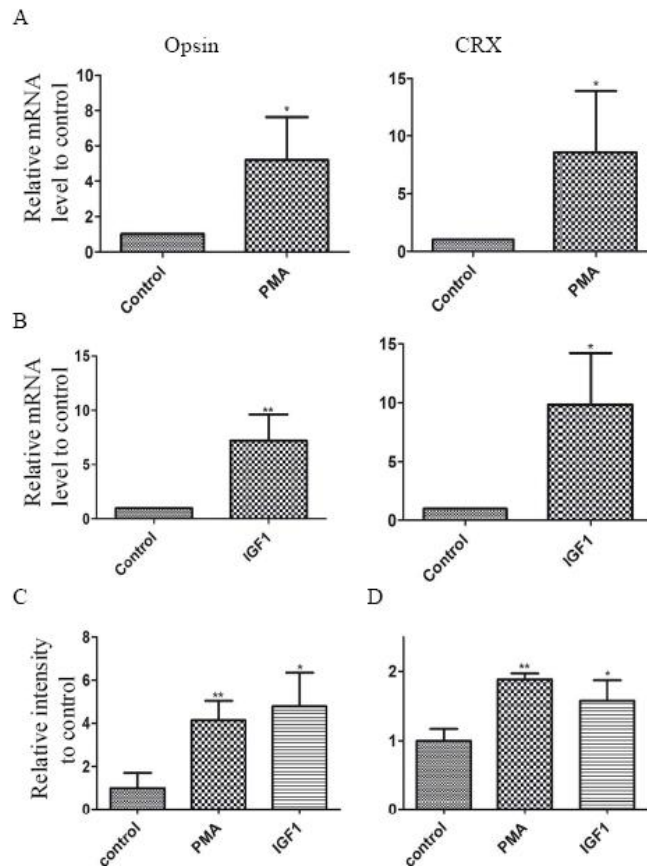 A
Opsin
CRX
Relative mRNA
level to control
10
8
6
4
2
0
*
Control
PMA
15
10
5
0
*
Control
PMA
B
Relative mRNA
level to control
15
10
5
0
**
Control
IGF1
15
10
5
0
*
Control
IGF1
C
Relative intensity
to control
8
6
4
2
0
**
*
control
PMA
IGF1
D
2
1
0
**
*
control
PMA
IGF1